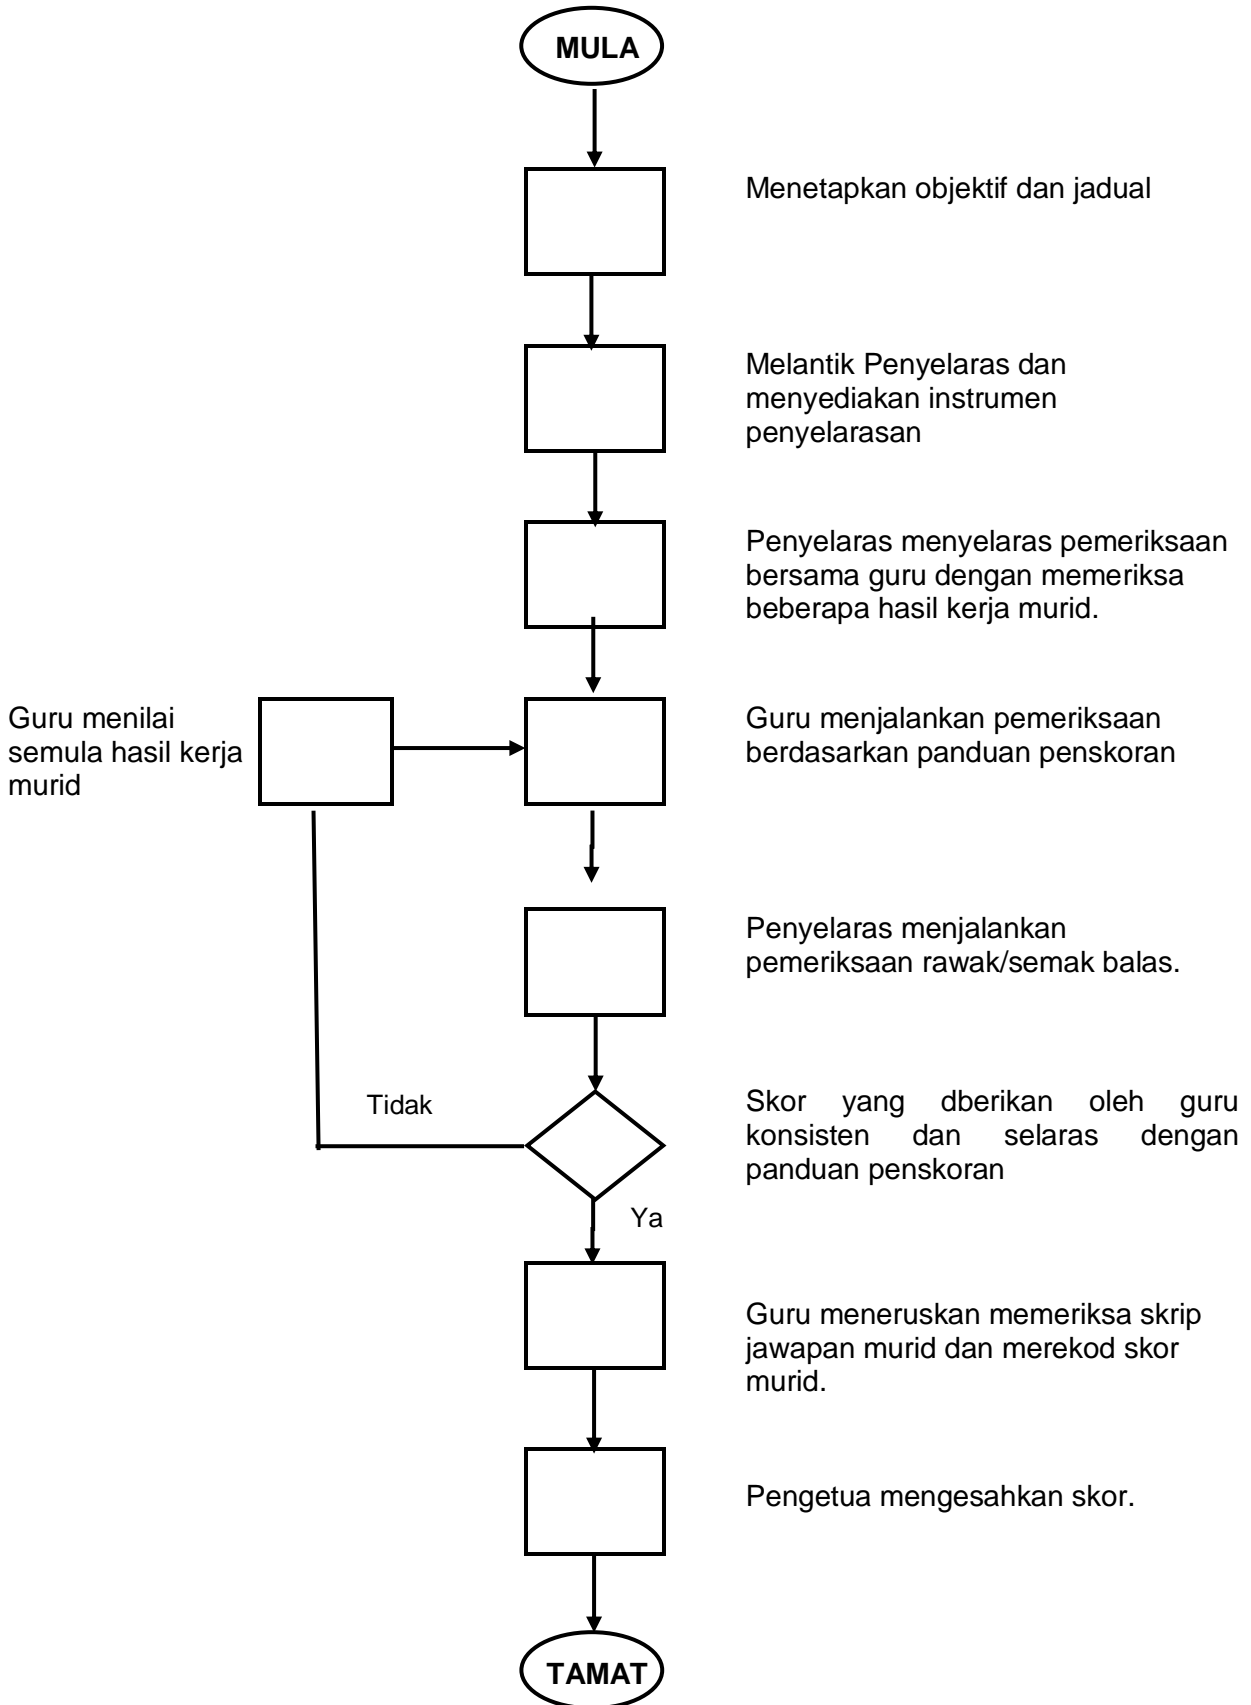 MULA
Menetapkan objektif dan jadual
Melantik Penyelaras dan
menyediakan instrumen
penyelarasan
Penyelaras menyelaras pemeriksaan
bersama guru dengan memeriksa
beberapa hasil kerja murid.
Guru menilai
semula hasil kerja
murid
Guru menjalankan pemeriksaan
berdasarkan panduan penskoran
Penyelaras menjalankan
pemeriksaan rawak/semak balas.
Tidak
Skor yang dberikan oleh guru
konsisten dan selaras dengan
panduan penskoran
Ya
Guru meneruskan memeriksa skrip
jawapan murid dan merekod skor
murid.
Pengetua mengesahkan skor.
TAMAT